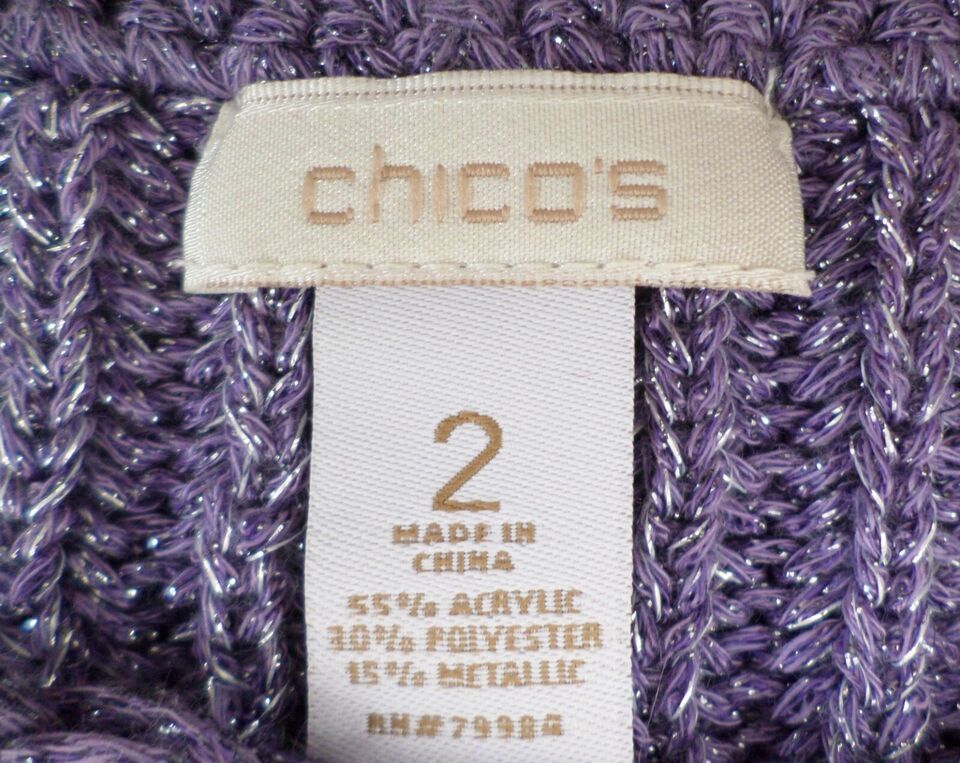 chico's
2
MADE IN
CHINA
55% ACRYLIC
30% POLYESTER
15% METALLIC
RN# 79984